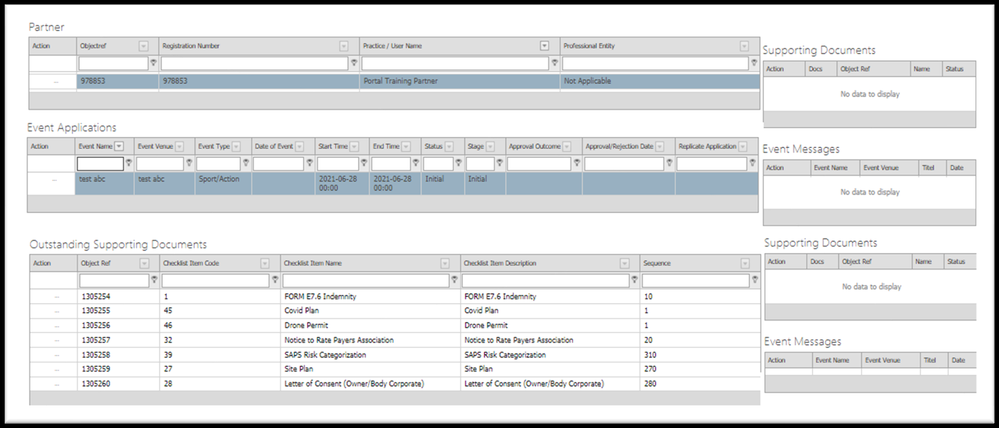 Partner
Action Objectref Registration Number Practice / User Name Professional Entity
... 978853 978853 Portal Training Partner Not Applicable
Supporting Documents
Action Docs Object Ref Name Status
No data to display
Event Applications
Action Event Name Event Venue Event Type Date of Event Start Time End Time Status Stage Approval Outcome Approval/Rejection Date Replicate Application
... test abc test abc Sport/Action 2021-06-28 2021-06-28 Initial Initial
00:00 00:00
Event Messages
Action Event Name Event Venue Titel Date
No data to display
Outstanding Supporting Documents
Action Object Ref Checklist Item Code Checklist Item Name Checklist Item Description Sequence
... 1305254 1 FORM E7.6 Indemnity FORM E7.6 Indemnity 10
... 1305255 45 Covid Plan Covid Plan 1
... 1305256 46 Drone Permit Drone Permit 1
... 1305257 32 Notice to Rate Payers Association Notice to Rate Payers Association 20
... 1305258 39 SAPS Risk Categorization SAPS Risk Categorization 310
... 1305259 27 Site Plan Site Plan 270
... 1305260 28 Letter of Consent (Owner/Body Corporate) Letter of Consent (Owner/Body Corporate) 280
Supporting Documents
Action Docs Object Ref Name Status
No data to display
Event Messages
Action Event Name Event Venue Titel Date